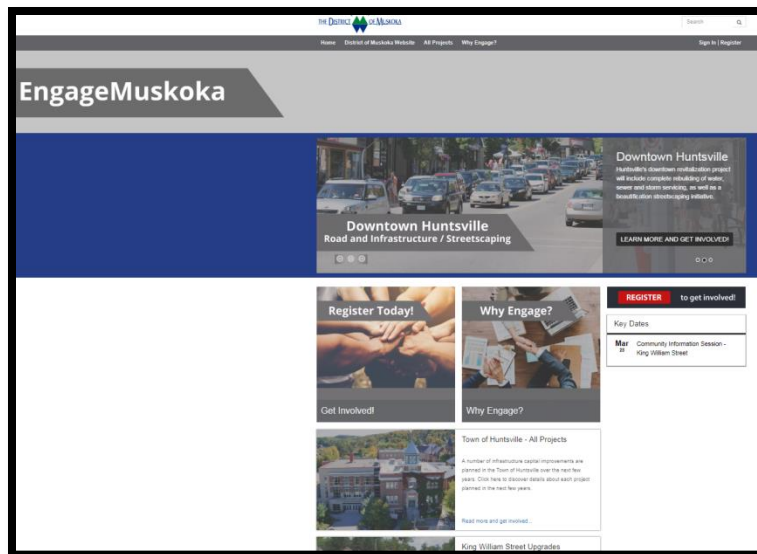 THE DISTRICT OF MUSKOKA
Search
Home District of Muskoka Website All Projects Why Engage?
Sign In | Register
EngageMuskoka
Downtown Huntsville
Road and Infrastructure / Streetscaping
Downtown Huntsville
Huntsville's downtown revitalization project
will include complete rebuilding of water,
sewer and storm servicing, as well as a
beautification streetscaping initiative.
LEARN MORE AND GET INVOLVED!
Register Today!
Get Involved!
Why Engage?
Why Engage?
REGISTER to get involved!
Key Dates
Mar
28
Community Information Session -
King William Street
Town of Huntsville - All Projects
A number of infrastructure capital improvements are
planned in the Town of Huntsville over the next few
years. Click here to discover details about each project
planned in the next few years.
Read more and get involved...
King William Street Upgrades